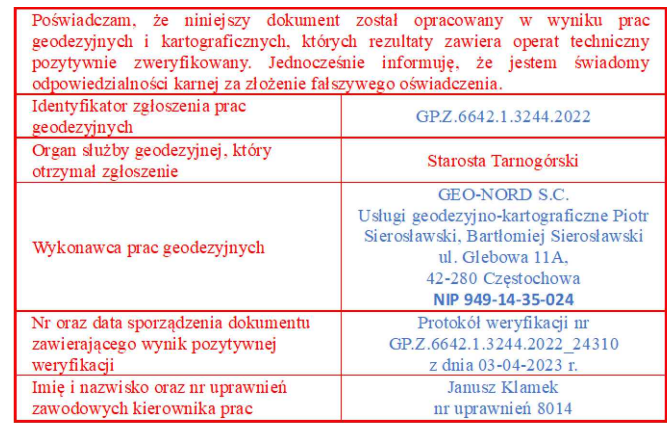 Poświadczam, że niniejszy dokument został opracowany w wyniku prac
geodezyjnych i kartograficznych, których rezultaty zawiera operat techniczny
pozytywnie zweryfikowany. Jednocześnie informuję, że jestem świadomy
odpowiedzialności karnej za złożenie fałszywego oświadczenia.
Identyfikator zgłoszenia prac
geodezyjnych
GP.Z.6642.1.3244.2022
Organ służby geodezyjnej, który
otrzymał zgłoszenie
Starosta Tarnogórski
Wykonawca prac geodezyjnych
GEO-NORD S.C.
Usługi geodezyjno-kartograficzne Piotr
Sierosławski, Bartłomiej Sierosławski
ul. Glebowa 11A,
42-280 Częstochowa
NIP 949-14-35-024
Nr oraz data sporządzenia dokumentu
zawierającego wynik pozytywnej
weryfikacji
Protokół weryfikacji nr
GP.Z.6642.1.3244.2022_24310
z dnia 03-04-2023 r.
Imię i nazwisko oraz nr uprawnień
zawodowych kierownika prac
Janusz Klamek
nr uprawnień 8014